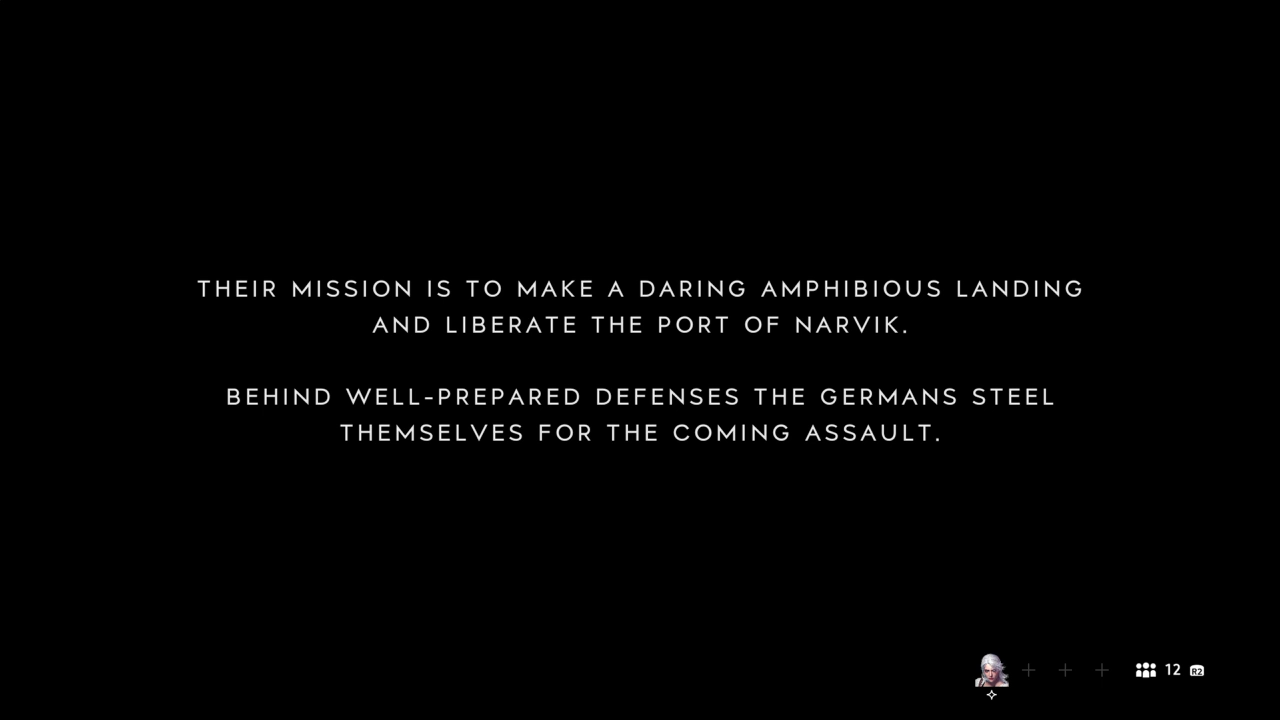 THEIR MISSION IS TO MAKE A DARING AMPHIBIOUS LANDING
AND LIBERATE THE PORT OF NARVIK.
BEHIND WELL-PREPARED DEFENSES THE GERMANS STEEL
THEMSELVES FOR THE COMING ASSAULT.
12 R2